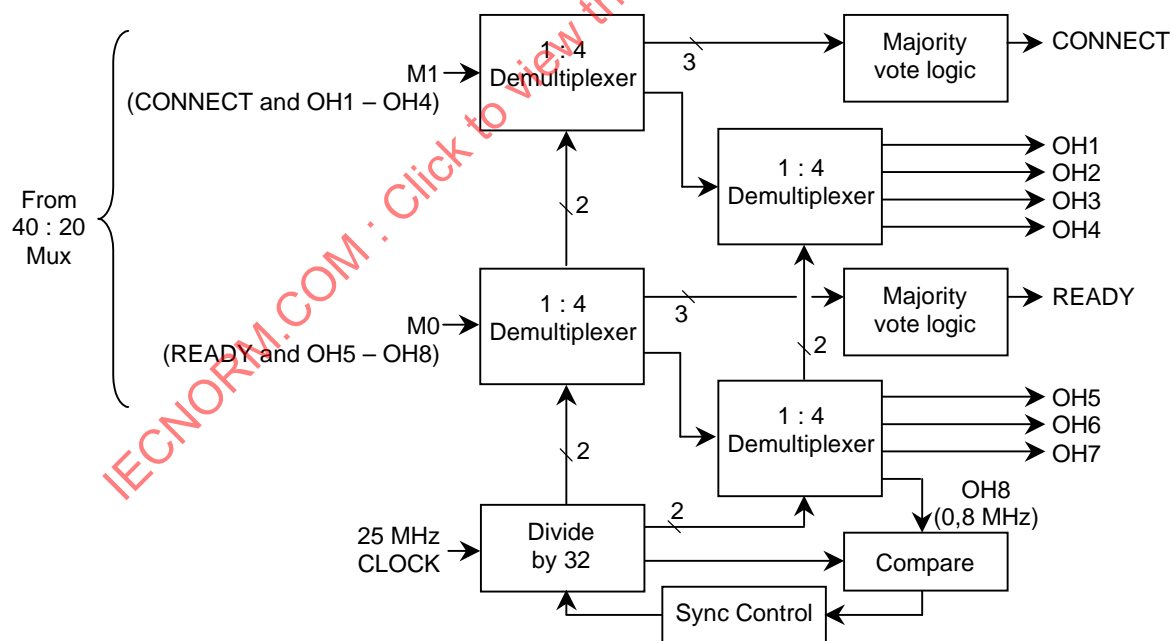 1 : 4
Demultiplexer
3
Majority
vote logic
CONNECT
M1
(CONNECT and OH1 – OH4)
1 : 4
Demultiplexer
OH1
OH2
OH3
OH4
From
40 : 20
Mux
2
1 : 4
Demultiplexer
3
Majority
vote logic
READY
M0
(READY and OH5 – OH8)
2
1 : 4
Demultiplexer
OH5
OH6
OH7
2
OH8
(0,8 MHz)
25 MHz
CLOCK
Divide
by 32
2
Compare
Sync Control
IECNORM.COM : Click to view th